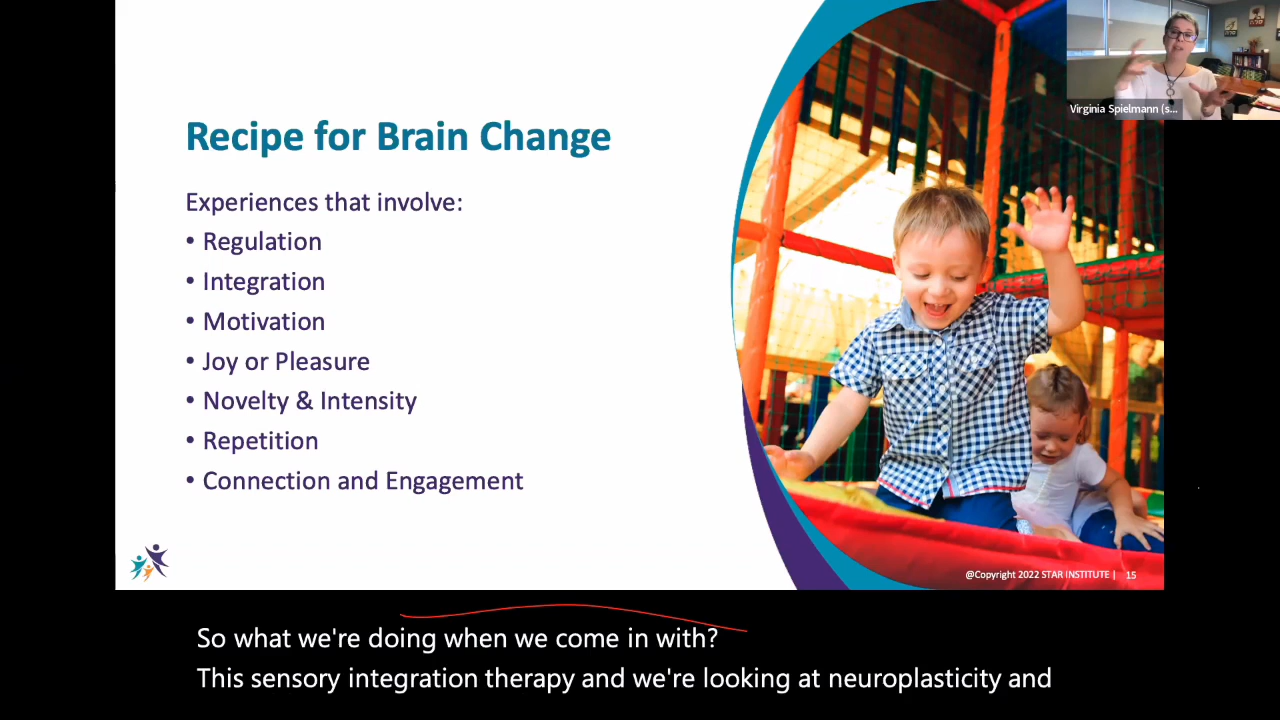 Recipe for Brain Change
Experiences that involve:
• Regulation
• Integration
• Motivation
• Joy or Pleasure
• Novelty & Intensity
• Repetition
• Connection and Engagement
Virginia Spielmann (s...
@Copyright 2022 STAR INSTITUTE | 15
So what we're doing when we come in with?
This sensory integration therapy and we're looking at neuroplasticity and